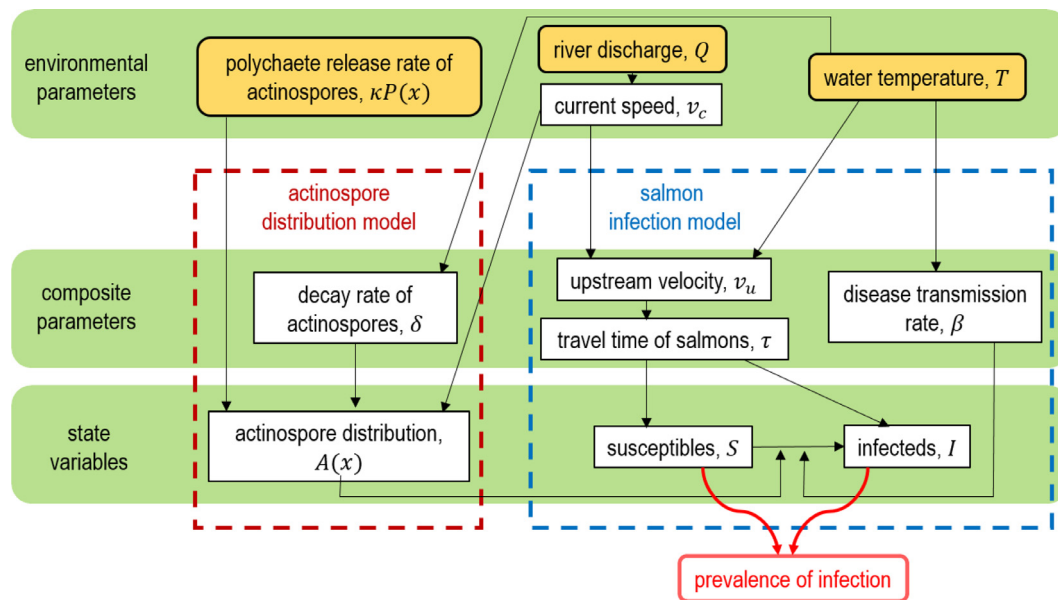 environmental
parameters
polychaete release rate of
actinospores, κP(x)
river discharge, Q
current speed, v_c
water temperature, T
actinospore
distribution model
salmon
infection model
composite
parameters
decay rate of
actinospores, δ
upstream velocity, v_u
travel time of salmons, τ
disease transmission
rate, β
state
variables
actinospore distribution,
A(x)
susceptibles, S
infecteds, I
prevalence of infection